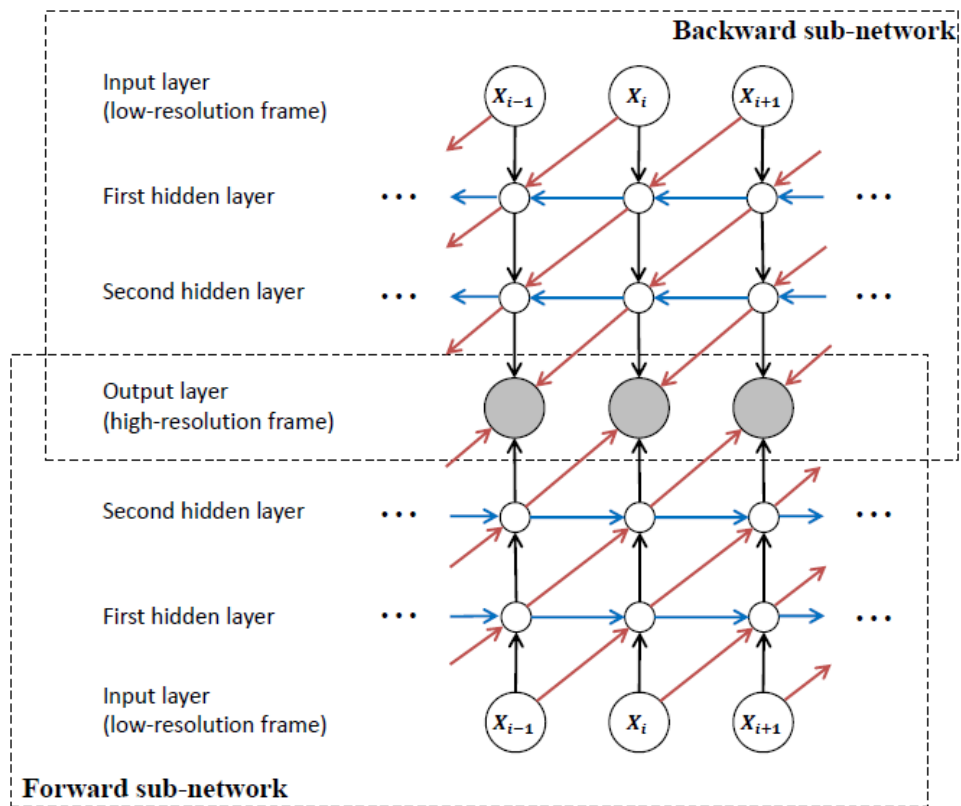 Backward sub-network
Input layer
(low-resolution frame)
X_{i−1} X_i X_{i+1}
First hidden layer ... ...
Second hidden layer ... ...
Output layer
(high-resolution frame)
Second hidden layer ... ...
First hidden layer ... ...
Input layer
(low-resolution frame)
X_{i−1} X_i X_{i+1}
Forward sub-network